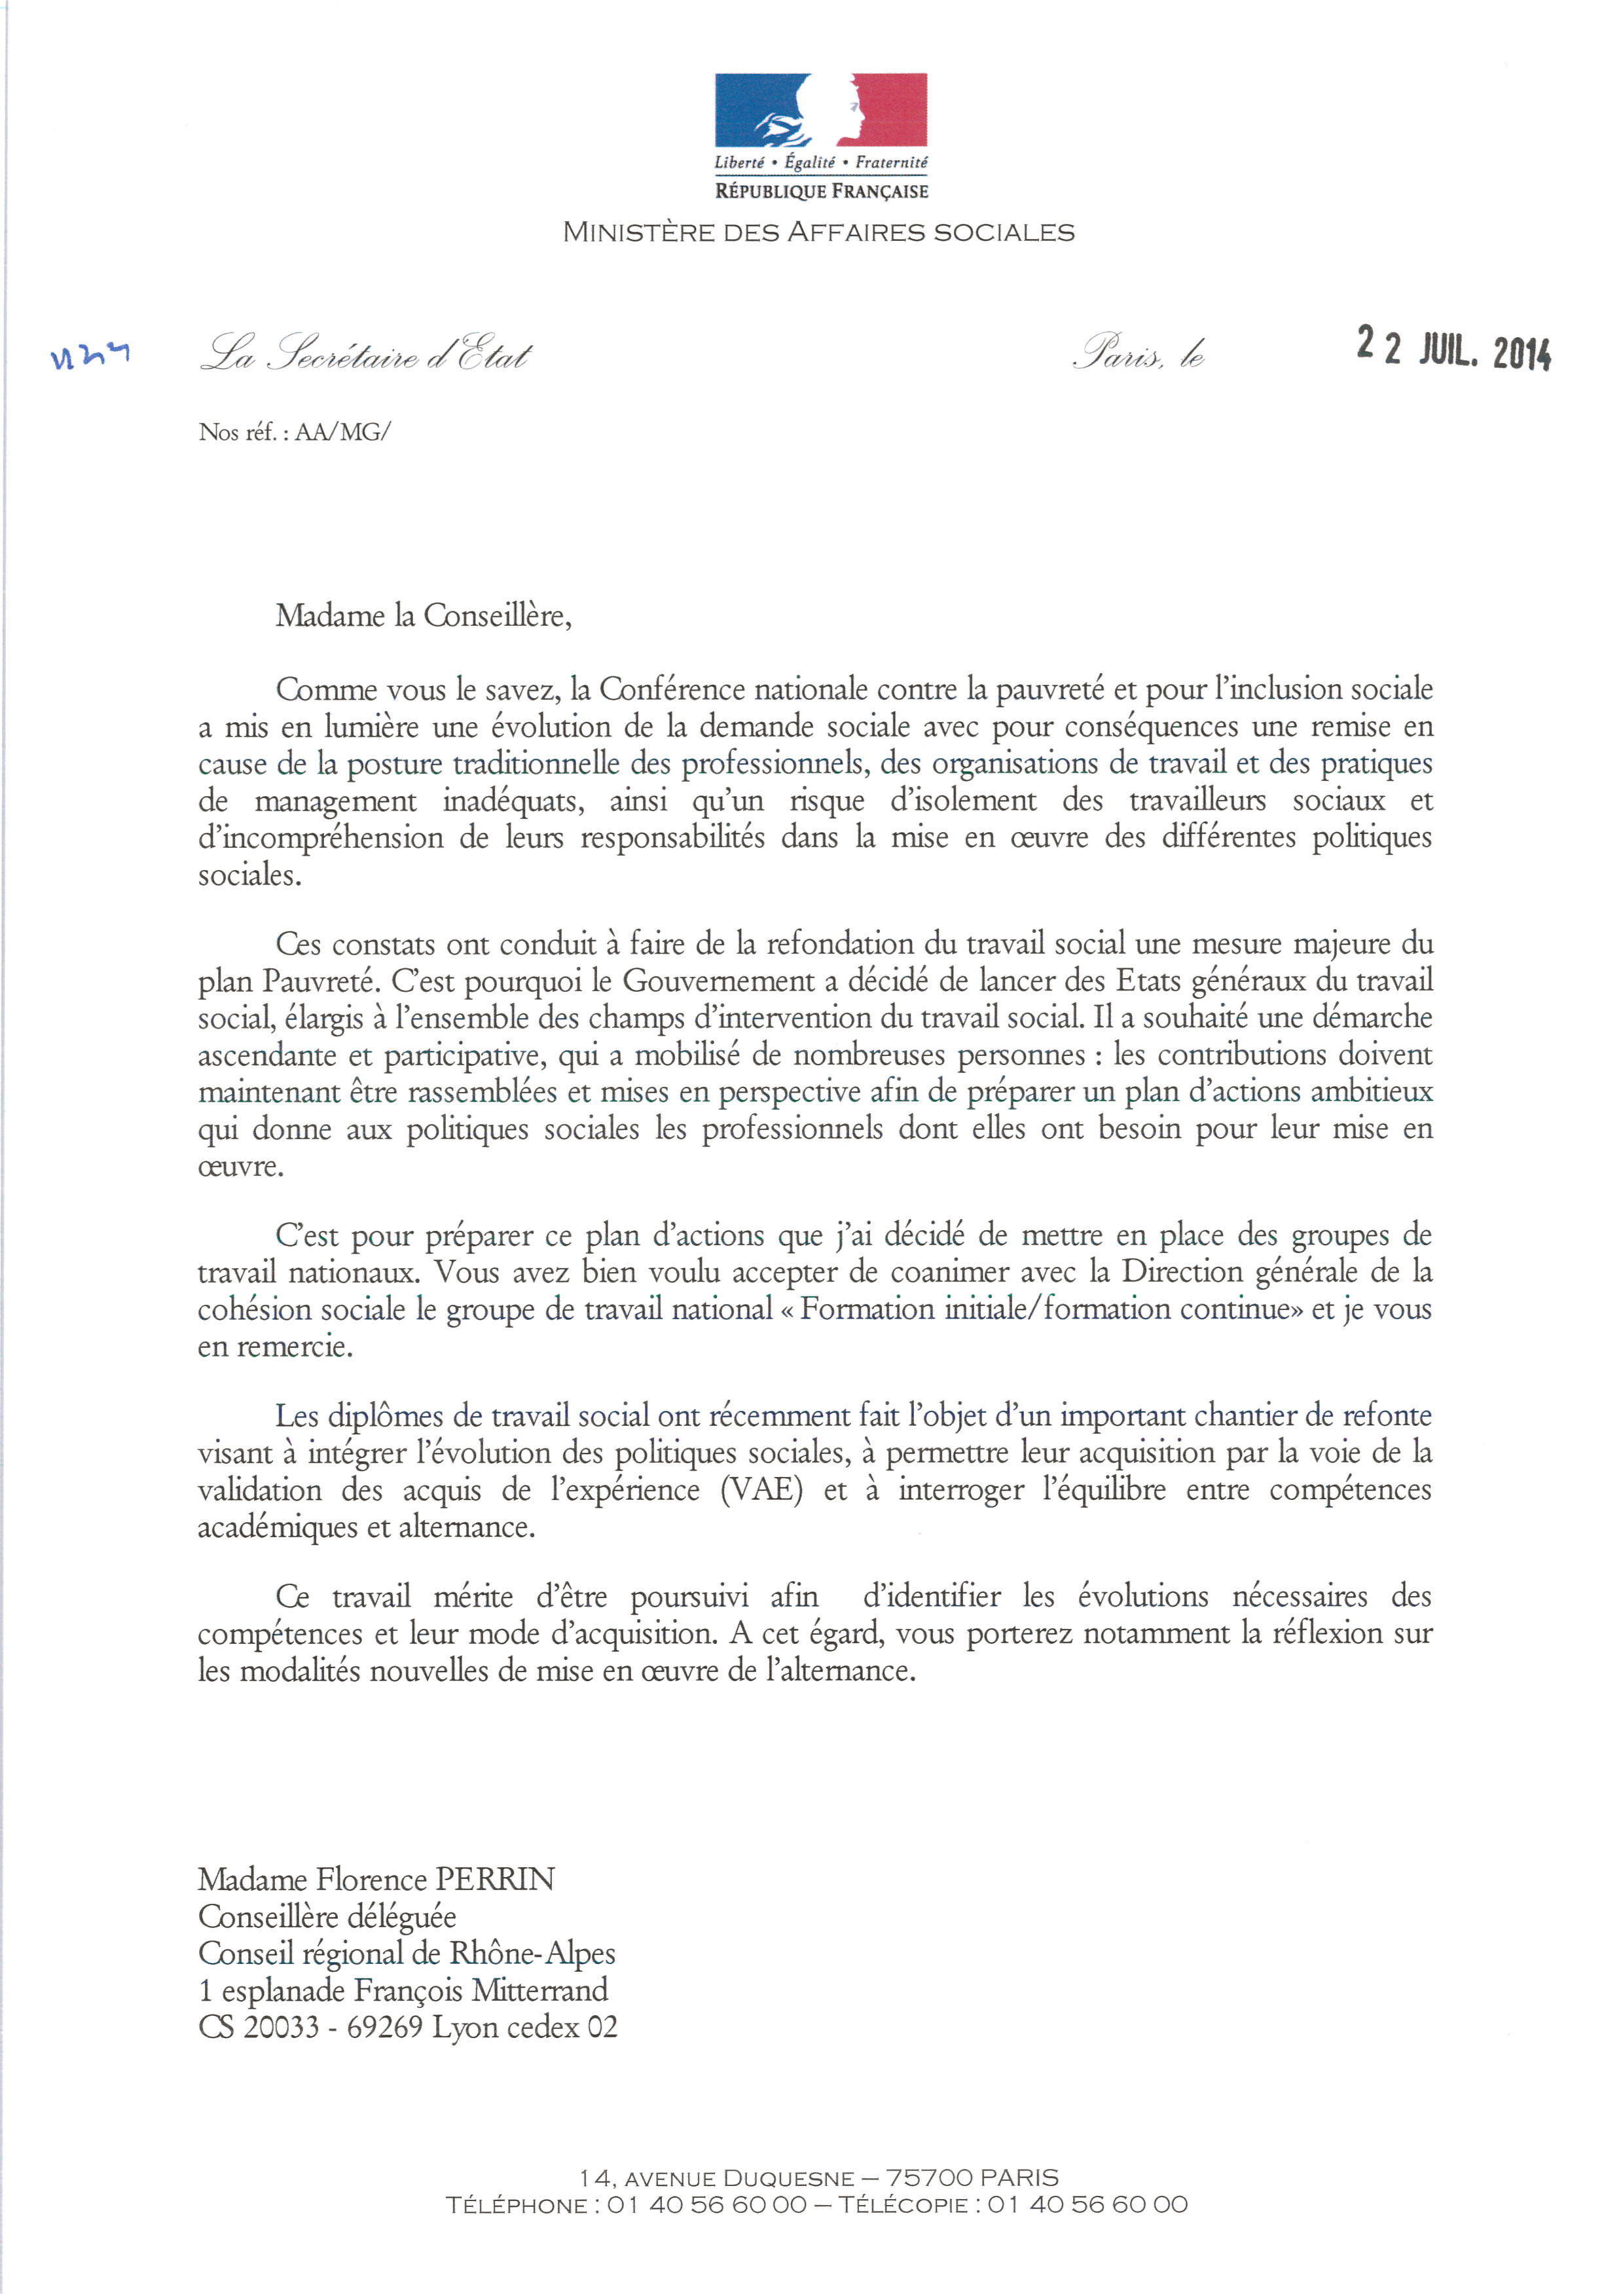 Liberté • Égalité • Fraternité
RÉPUBLIQUE FRANÇAISE
MINISTÈRE DES AFFAIRES SOCIALES
La Secrétaire d'Etat
Paris, le
22 JUIL. 2014
Nos réf. : AA/MG/
Madame la Conseillère,
Comme vous le savez, la Conférence nationale contre la pauvreté et pour l'inclusion sociale
a mis en lumière une évolution de la demande sociale avec pour conséquences une remise en
cause de la posture traditionnelle des professionnels, des organisations de travail et des pratiques
de management inadéquats, ainsi qu'un risque d'isolement des travailleurs sociaux et
d'incompréhension de leurs responsabilités dans la mise en œuvre des différentes politiques
sociales.
Ces constats ont conduit à faire de la refondation du travail social une mesure majeure du
plan Pauvreté. C'est pourquoi le Gouvernement a décidé de lancer des Etats généraux du travail
social, élargis à l'ensemble des champs d'intervention du travail social. Il a souhaité une démarche
ascendante et participative, qui a mobilisé de nombreuses personnes : les contributions doivent
maintenant être rassemblées et mises en perspective afin de préparer un plan d'actions ambitieux
qui donne aux politiques sociales les professionnels dont elles ont besoin pour leur mise en
œuvre.
C'est pour préparer ce plan d'actions que j'ai décidé de mettre en place des groupes de
travail nationaux. Vous avez bien voulu accepter de coanimer avec la Direction générale de la
cohésion sociale le groupe de travail national « Formation initiale/formation continue» et je vous
en remercie.
Les diplômes de travail social ont récemment fait l'objet d'un important chantier de refonte
visant à intégrer l'évolution des politiques sociales, à permettre leur acquisition par la voie de la
validation des acquis de l'expérience (VAE) et à interroger l'équilibre entre compétences
académiques et alternance.
Ce travail mérite d'être poursuivi afin d'identifier les évolutions nécessaires des
compétences et leur mode d'acquisition. A cet égard, vous porterez notamment la réflexion sur
les modalités nouvelles de mise en œuvre de l'alternance.
Madame Florence PERRIN
Conseillère déléguée
Conseil régional de Rhône-Alpes
1 esplanade François Mitterrand
CS 20033 - 69269 Lyon cedex 02
14, AVENUE DUQUESNE – 75700 PARIS
TÉLÉPHONE : 01 40 56 60 00 – TÉLÉCOPIE : 01 40 56 60 00